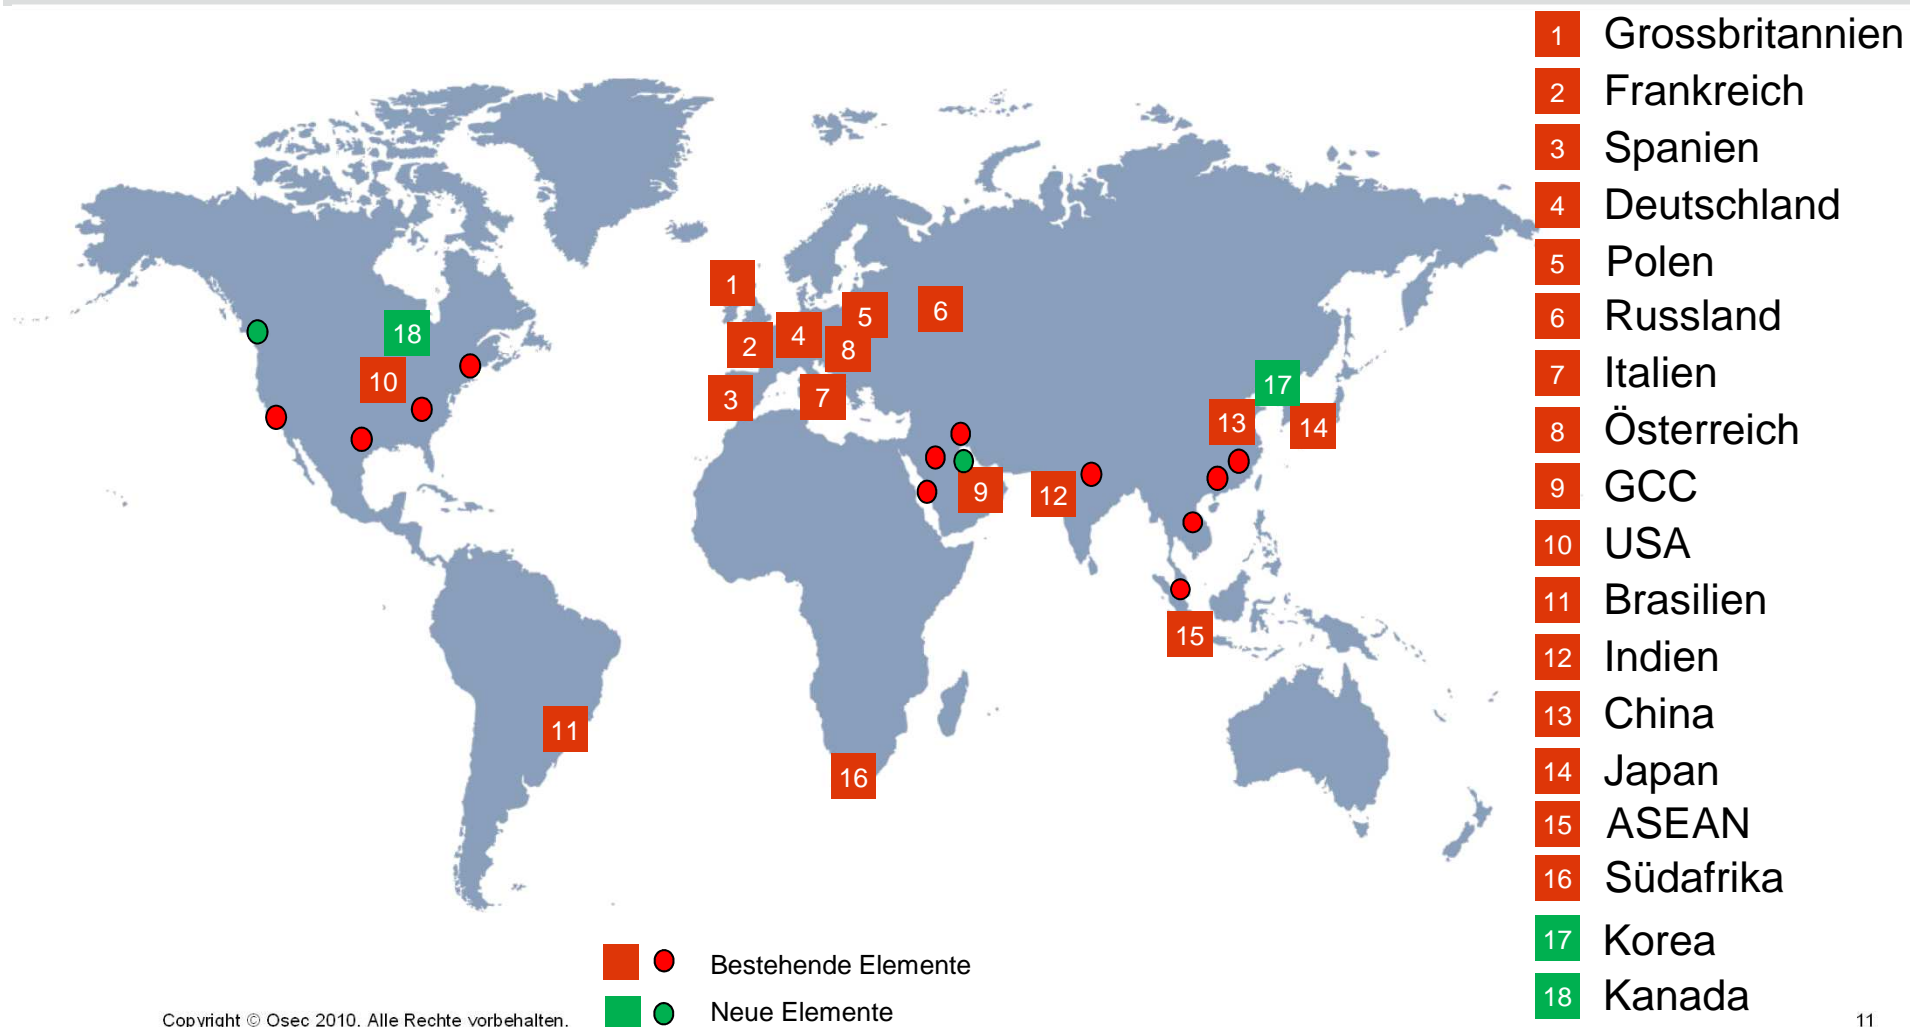 1 Grossbritannien
2 Frankreich
3 Spanien
4 Deutschland
5 Polen
6 Russland
7 Italien
8 Österreich
9 GCC
10 USA
11 Brasilien
12 Indien
13 China
14 Japan
15 ASEAN
16 Südafrika
17 Korea
18 Kanada
1
18
10
2
4
5
8
6
3
7
17
13
14
9
12
15
11
16
Bestehende Elemente
Neue Elemente
Copyright © Osec 2010. Alle Rechte vorbehalten.
11